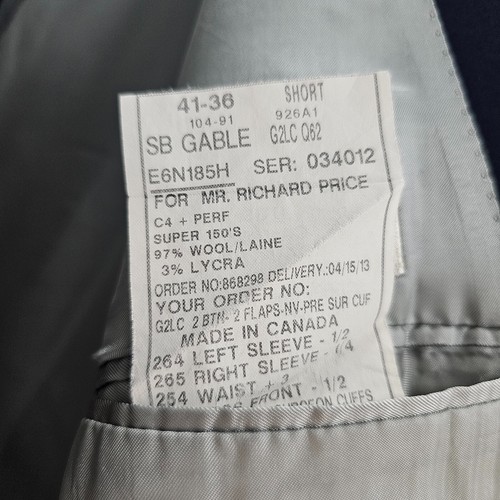 41-36 SHORT
104-91 926A1
SB GABLE G2LC Q62
E6N185H SER: 034012
FOR MR. RICHARD PRICE
C4 + PERF
SUPER 150'S
97% WOOL/LAINE
3% LYCRA
ORDER NO:868298 DELIVERY.:04/15/13
YOUR ORDER NO:
G2LC 2 BTN- 2 FLAPS-NV-PRE SUR CUF
MADE IN CANADA
264 LEFT SLEEVE - 1/2
265 RIGHT SLEEVE -
254 WAIST + 3
FRONT - 1/2
CUFFS